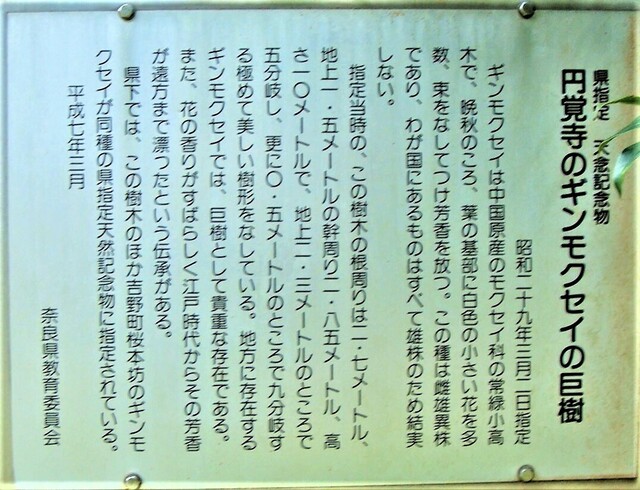 県指定　天然記念物
円覚寺のギンモクセイの巨樹
昭和二十九年三月二日指定
ギンモクセイは中国原産のモクセイ科の常緑小高
木で、晩秋のころ、葉の基部に白色の小さい花を多
数、束をなしてつけ芳香を放つ。この種は雌雄異株
であり、わが国にあるものはすべて雄株のため結実
しない。
指定当時の、この樹木の根周りは二・七メートル、
地上一・五メートルの幹周り二・八五メートル、高
さ一〇メートルで、地上二・三メートルのところで
五分岐し、更に〇・五メートルのところで九分岐す
る極めて美しい樹形をなしている。地方に存在する
ギンモクセイでは、巨樹として貴重な存在である。
また、花の香りがすばらしく江戸時代からその芳香
が遠方まで漂ったという伝承がある。
県下では、この樹木のほか吉野町桜本坊のギンモ
クセイが同種の県指定天然記念物に指定されている。
平成七年三月
奈良県教育委員会